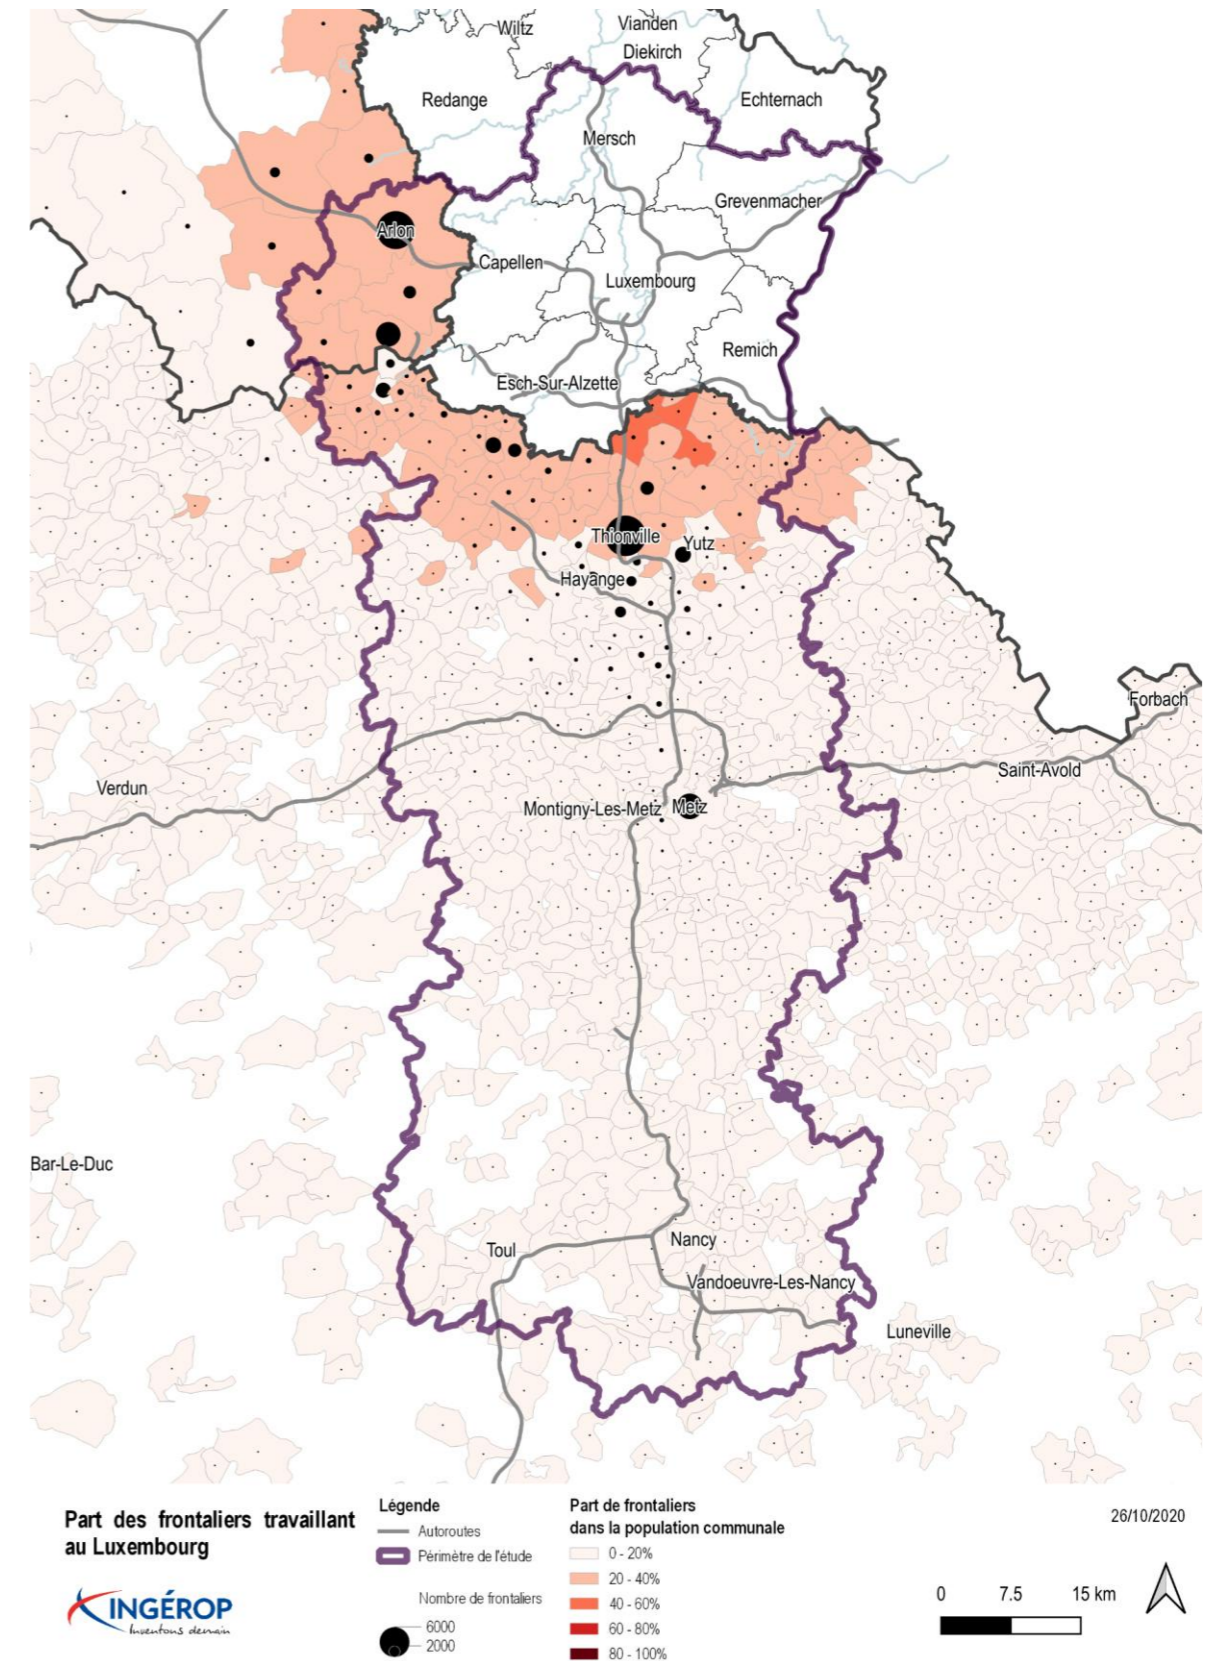 Wiltz
Vianden
Diekirch
Redange
Echternach
Mersch
Grevenmacher
Arlon
Capellen
Luxembourg
Remich
Esch-Sur-Alzette
Thionville
Yutz
Hayange
Forbach
Saint-Avold
Verdun
Montigny-Les-Metz
Metz
Bar-Le-Duc
Toul
Nancy
Vandoeuvre-Les-Nancy
Luneville
Part des frontaliers travaillant
au Luxembourg
INGÉROP
Inventons demain
Légende
Autoroutes
Périmètre de l'étude
Nombre de frontaliers
6000
2000
Part de frontaliers
dans la population communale
0 - 20%
20 - 40%
40 - 60%
60 - 80%
80 - 100%
26/10/2020
0 7.5 15 km